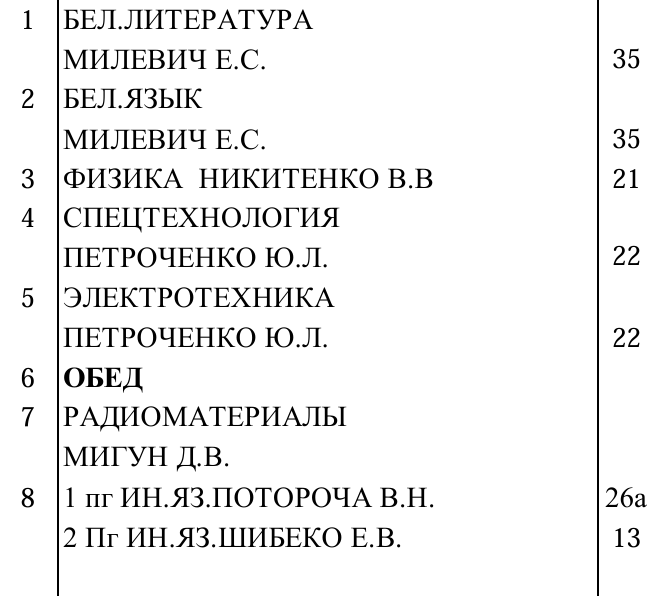 1 БЕЛ.ЛИТЕРАТУРА
МИЛЕВИЧ Е.С. 35
2 БЕЛ.ЯЗЫК
МИЛЕВИЧ Е.С. 35
3 ФИЗИКА НИКИТЕНКО В.В 21
4 СПЕЦТЕХНОЛОГИЯ
ПЕТРОЧЕНКО Ю.Л. 22
5 ЭЛЕКТРОТЕХНИКА
ПЕТРОЧЕНКО Ю.Л. 22
6 ОБЕД
7 РАДИОМАТЕРИАЛЫ
МИГУН Д.В.
8 1 пг ИН.ЯЗ.ПОТОРОЧА В.Н. 26а
2 Пг ИН.ЯЗ.ШИБЕКО Е.В. 13